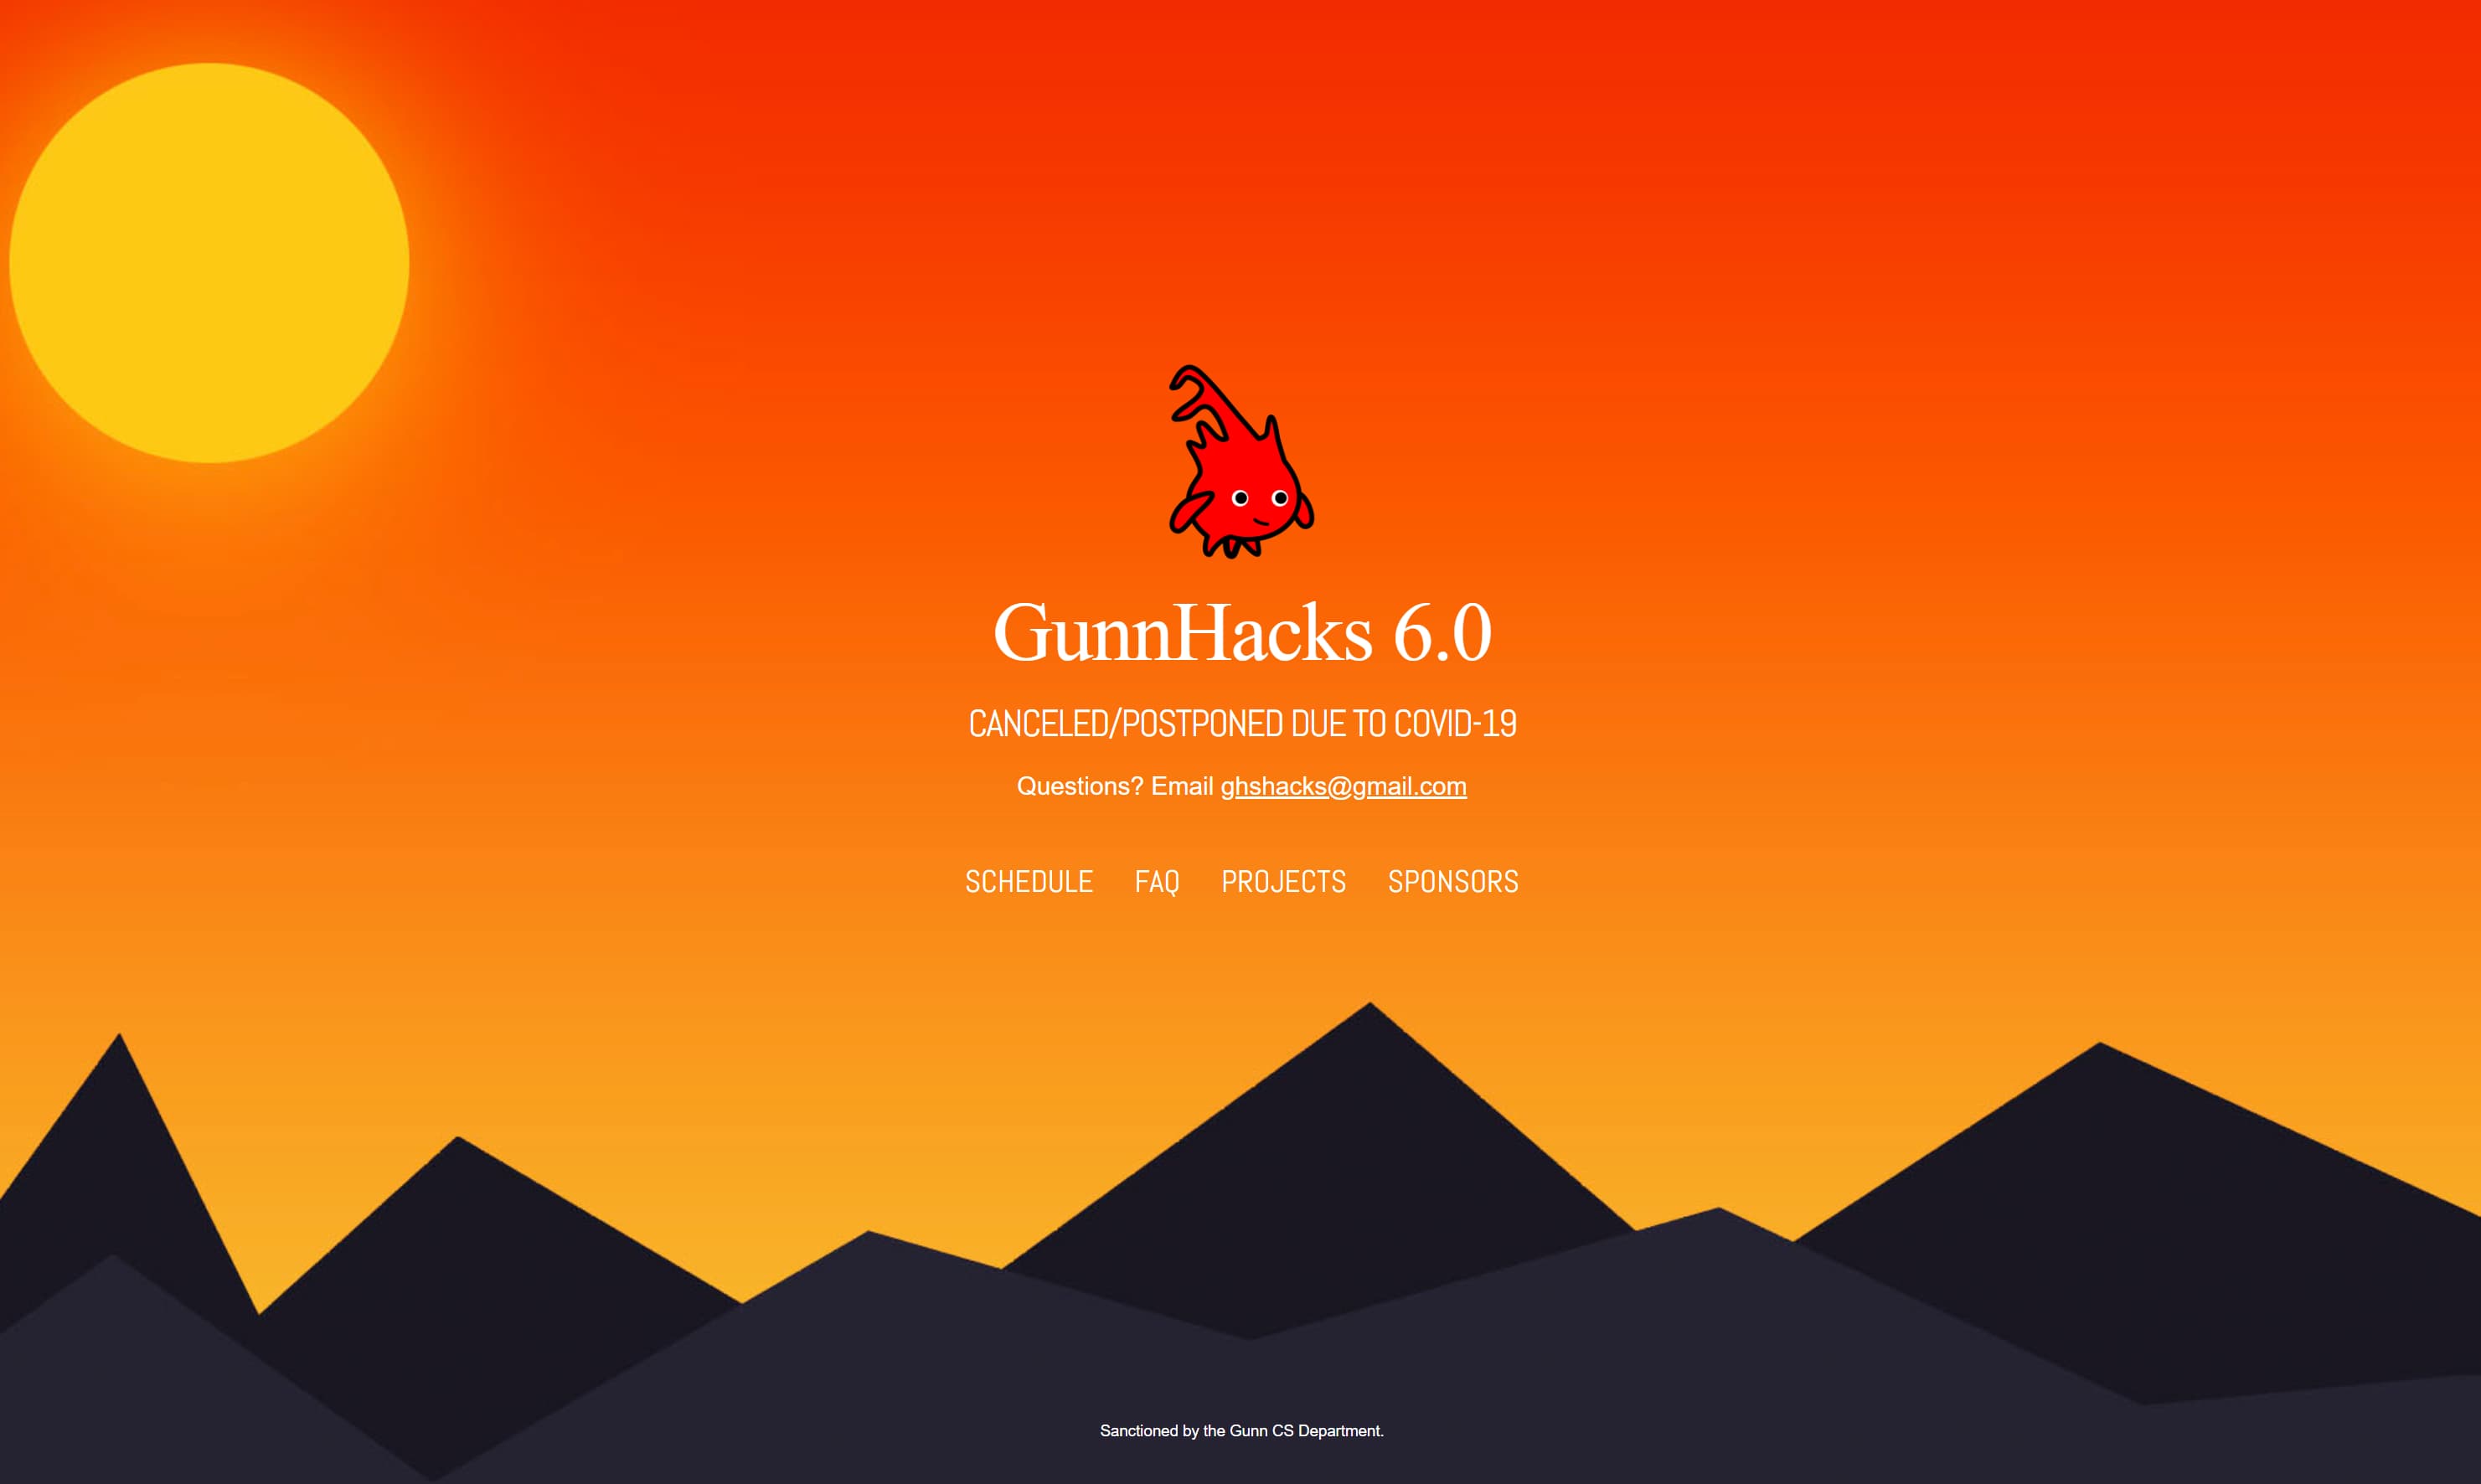 GunnHacks 6.0
CANCELED/POSTPONED DUE TO COVID-19
Questions? Email ghshacks@gmail.com
SCHEDULE FAQ PROJECTS SPONSORS
Sanctioned by the Gunn CS Department.